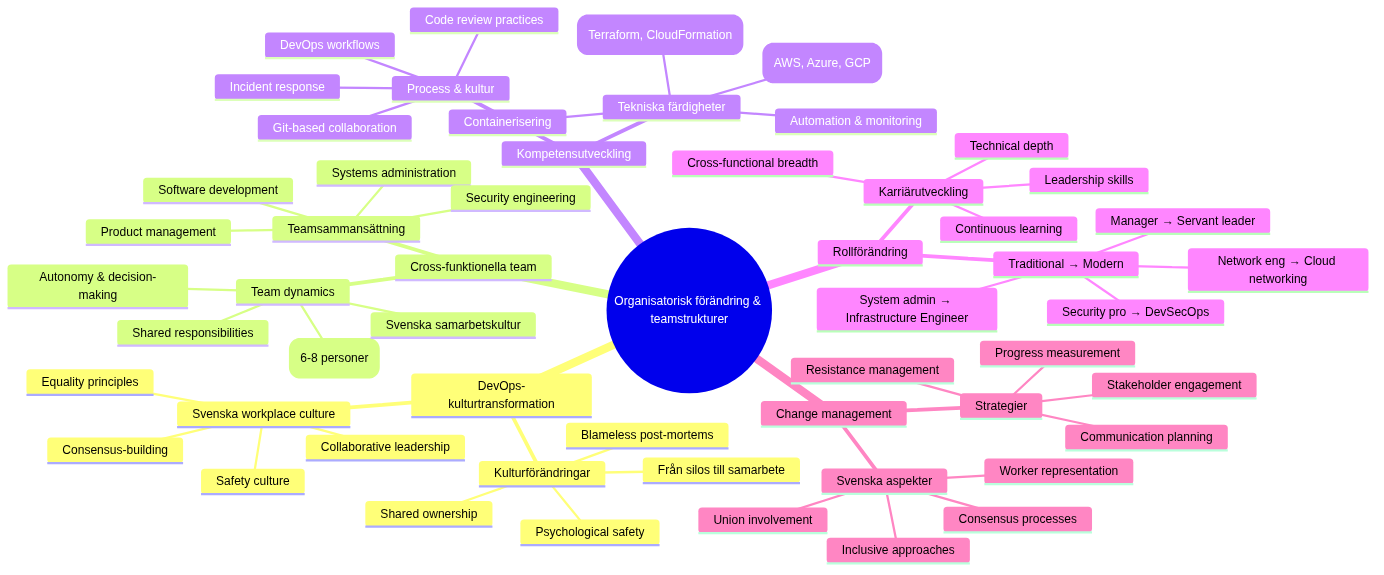 Organisatorisk förändring &
teamstrukturer
DevOps-
kulturtransformation
Kulturförändringar
Från silos till samarbete
Blameless post-mortems
Psychological safety
Shared ownership
Svenska workplace culture
Consensus-building
Equality principles
Safety culture
Collaborative leadership
Cross-funktionella team
Teamsammansättning
Systems administration
Software development
Security engineering
Product management
Team dynamics
6-8 personer
Shared responsibilities
Autonomy & decision-
making
Svenska samarbetskultur
Kompetensutveckling
Tekniska färdigheter
Terraform, CloudFormation
AWS, Azure, GCP
Containerisering
Automation & monitoring
Process & kultur
Git-based collaboration
Code review practices
Incident response
DevOps workflows
Rollförändring
Traditional → Modern
System admin →
Infrastructure Engineer
Network eng → Cloud
networking
Security pro → DevSecOps
Manager → Servant leader
Karriärutveckling
Technical depth
Cross-functional breadth
Leadership skills
Continuous learning
Change management
Strategier
Stakeholder engagement
Communication planning
Resistance management
Progress measurement
Svenska aspekter
Union involvement
Worker representation
Consensus processes
Inclusive approaches